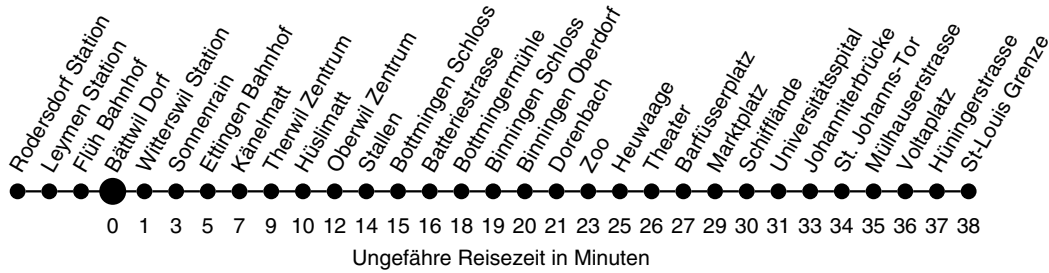 Rodersdorf Station
Leymen Station
Flüh Bahnhof
Bättwil Dorf
Witterswil Station
Sonnenrain
Ettingen Bahnhof
Känelmatt
Therwil Zentrum
Hüslimatt
Oberwil Zentrum
Stallen
Bottmingen Schloss
Batteriestrasse
Bottmingermühle
Binningen Schloss
Binningen Oberdorf
Dorenbach
Zoo
Heuwaage
Theater
Barfüsserplatz
Marktplatz
Schifflände
Universitätsspital
Johanniterbrücke
St. Johanns-Tor
Mülhauserstrasse
Voltaplatz
Hüningerstrasse
St-Louis Grenze
0 1 3 5 7 9 10 12 14 15 16 18 19 20 21 23 25 26 27 29 30 31 33 34 35 36 37 38
Ungefähre Reisezeit in Minuten